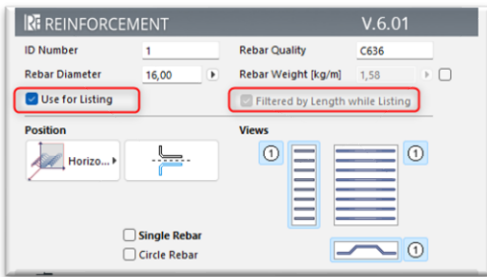 REINFORCEMENT V.6.01
ID Number 1 Rebar Quality C636
Rebar Diameter 16,00 Rebar Weight [kg/m] 1,58
Use for Listing Filtered by Length while Listing
Position Views
Horizo... 1 1
Single Rebar
Circle Rebar 1